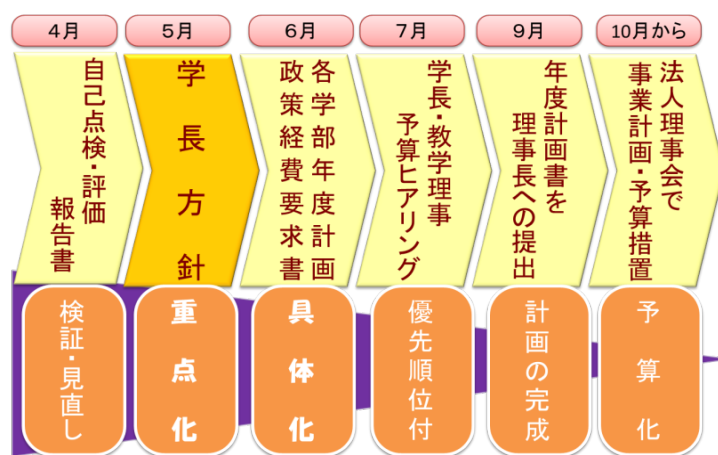 4月
5月
6月
7月
9月
10月から
自己点検・評価
報告書
学長方針
各学部年度計画
政策経費要求書
学長・教学理事
予算ヒアリング
年度計画書を
理事長への提出
法人理事会で
事業計画・予算措置
検証・見直し
重点化
具体化
優先順位付
計画の完成
予算化